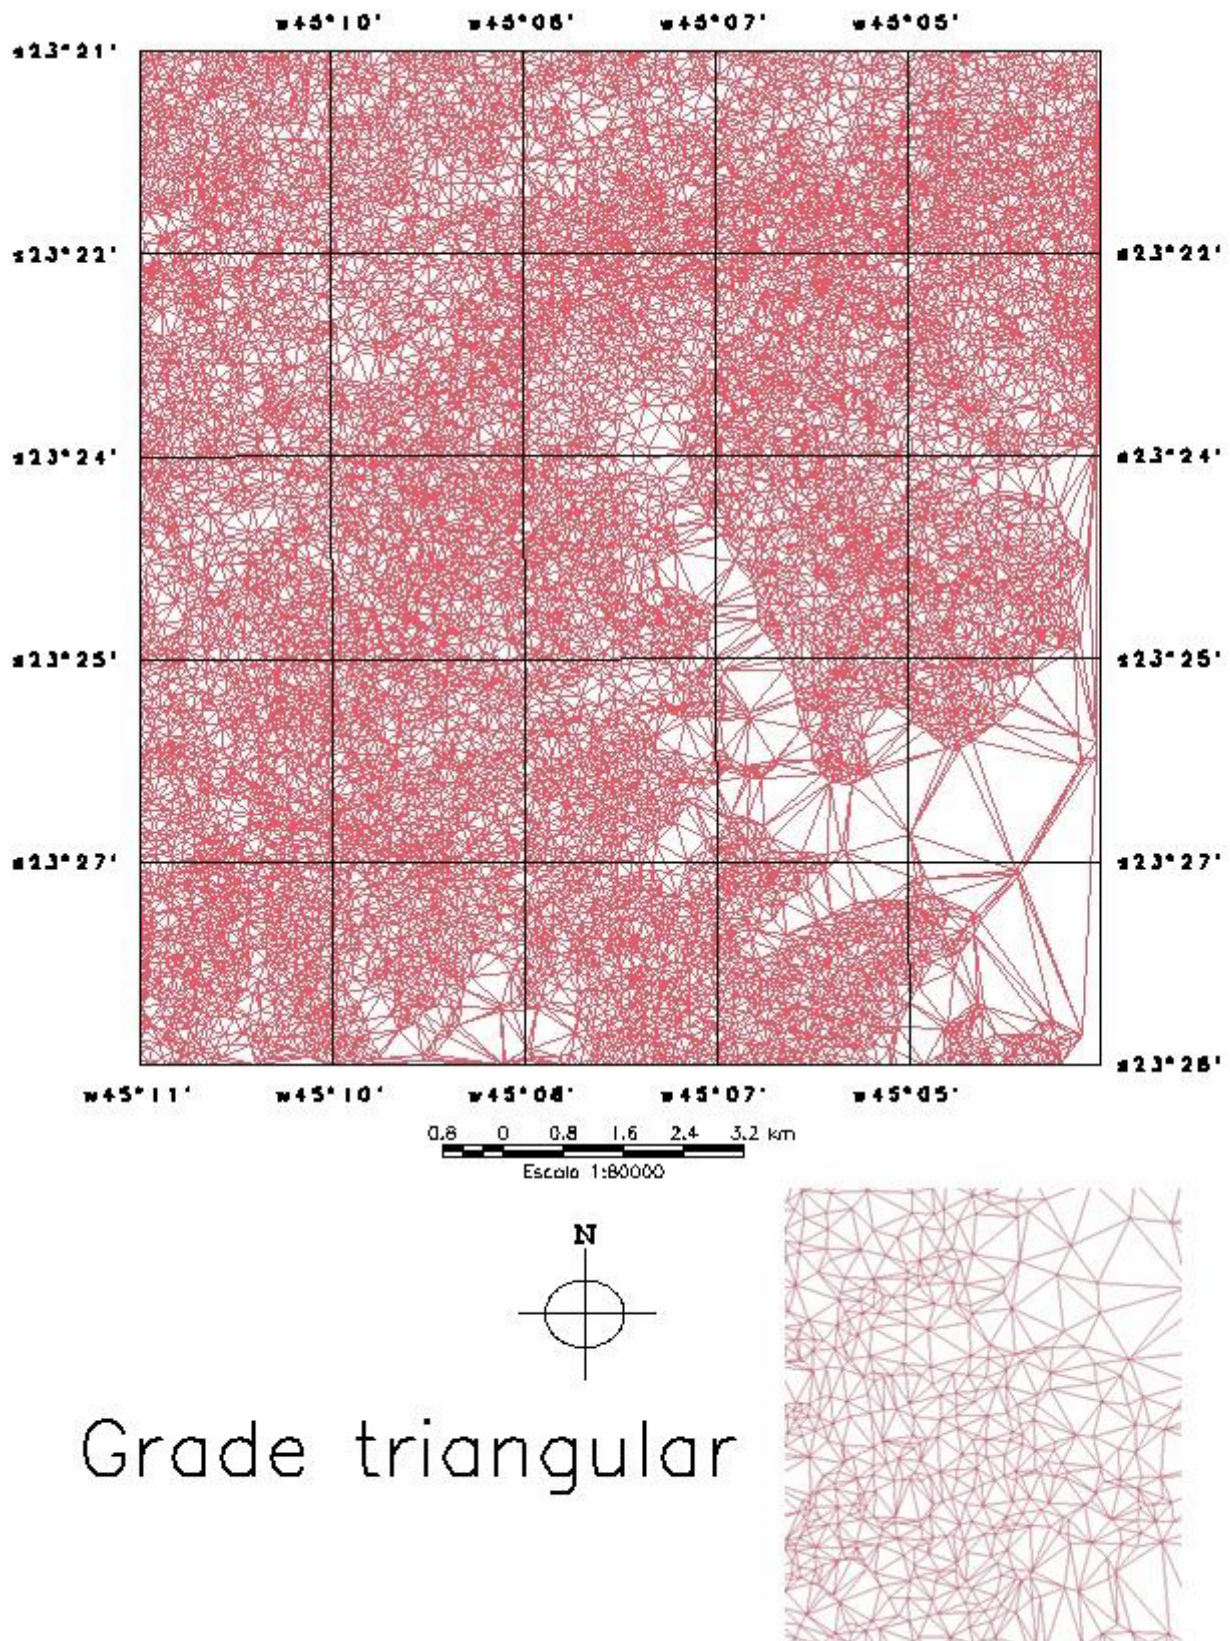 w45°10' w45°08' w45°07' w45°05'
s23°21'
s23°22' s23°22'
s23°24' s23°24'
s23°25' s23°25'
s23°27' s23°27'
s23°28'
w45°11' w45°10' w45°08' w45°07' w45°05'
0.8 0 0.8 1.6 2.4 3.2 km
Escala 1:80000
N
Grade triangular